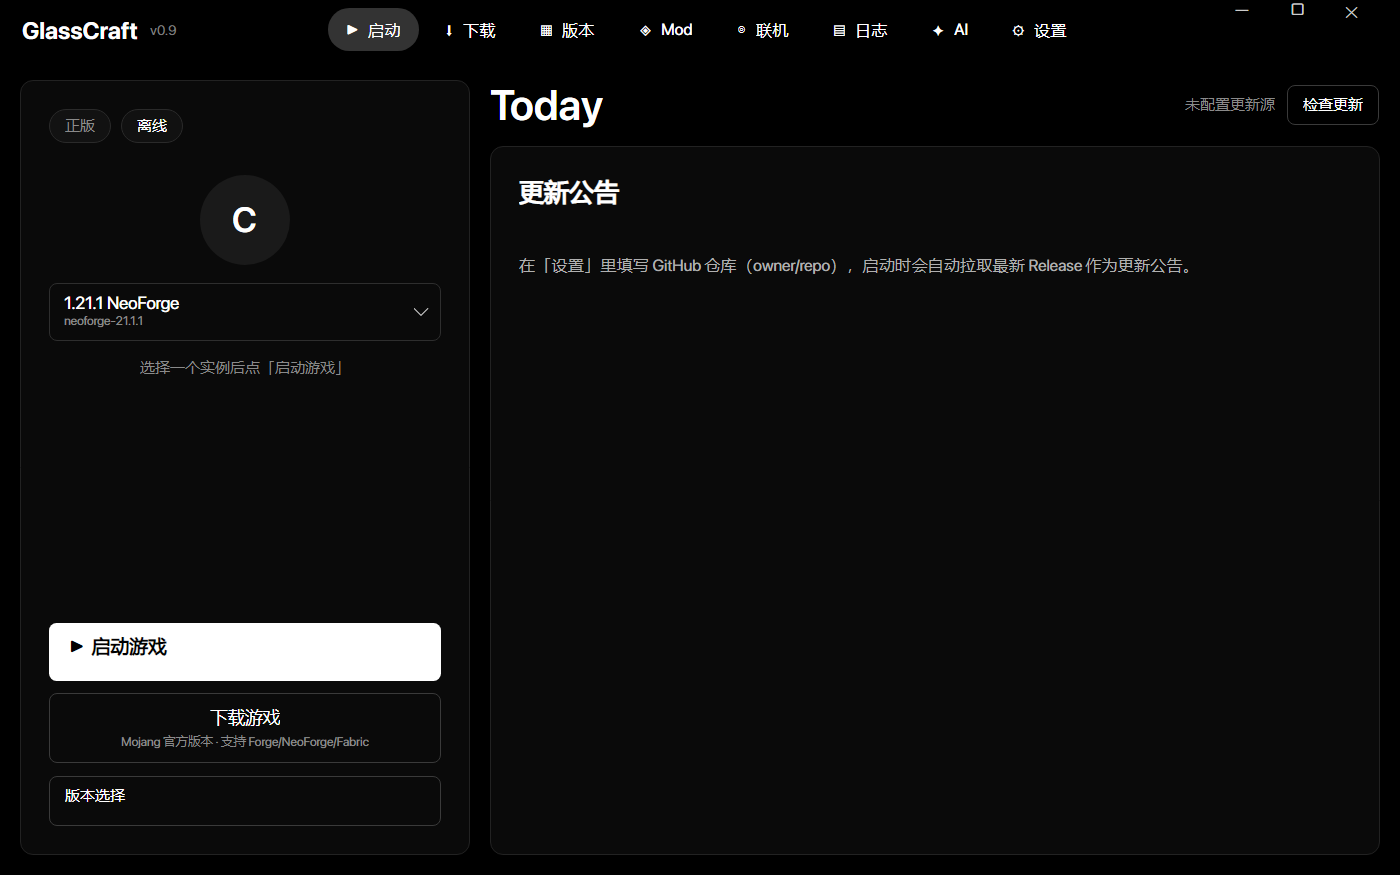 GlassCraft v0.9
启动 下载 版本 Mod 联机 日志 AI 设置
正版 离线
C
1.21.1 NeoForge
neoforge-21.1.1
选择一个实例后点「启动游戏」
启动游戏
下载游戏
Mojang 官方版本 · 支持 Forge/NeoForge/Fabric
版本选择
Today
未配置更新源 检查更新
更新公告
在「设置」里填写 GitHub 仓库（owner/repo），启动时会自动拉取最新 Release 作为更新公告。